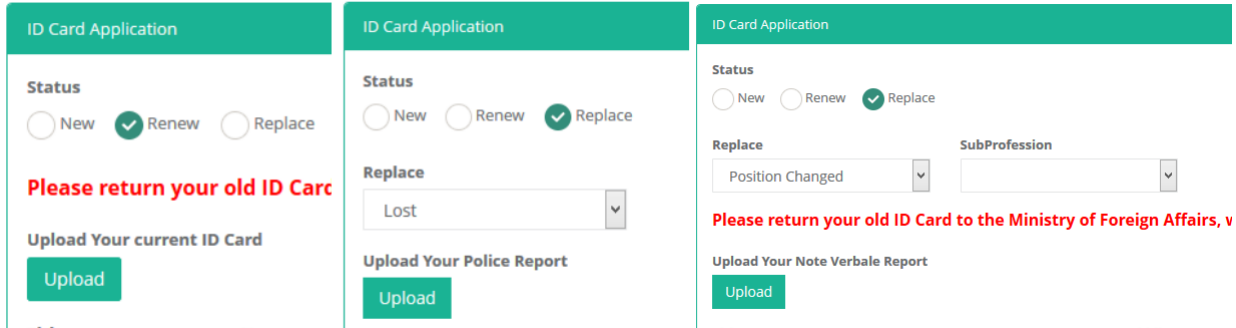 ID Card Application
Status
New Renew Replace
Please return your old ID Card
Upload Your current ID Card
Upload
ID Card Application
Status
New Renew Replace
Replace
Lost
Upload Your Police Report
Upload
ID Card Application
Status
New Renew Replace
Replace SubProfession
Position Changed
Please return your old ID Card to the Ministry of Foreign Affairs,
Upload Your Note Verbale Report
Upload